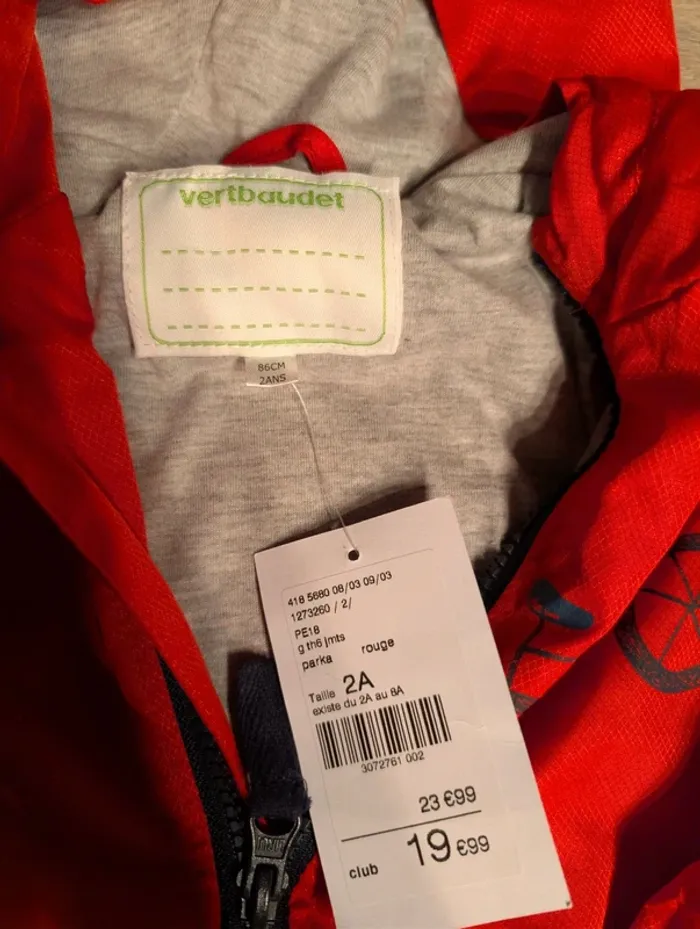 vertbaudet
86CM
2ANS
418 5680 08/03 09/03
1273260 / 2/
PE18
g th6 jmts
parka rouge
Taille 2A
existe du 2A au 8A
3072761 002
23 €99
club 19 €99